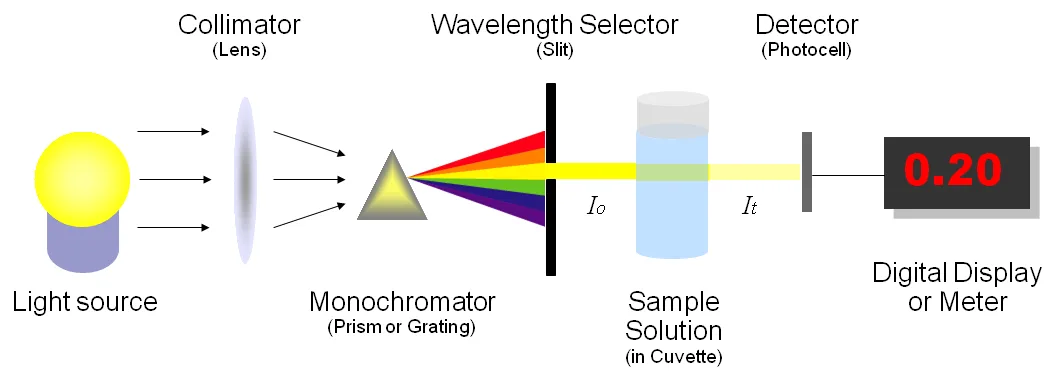 Collimator
(Lens)
Wavelength Selector
(Slit)
Detector
(Photocell)
0.20
Io
It
Light source
Monochromator
(Prism or Grating)
Sample
Solution
(in Cuvette)
Digital Display
or Meter